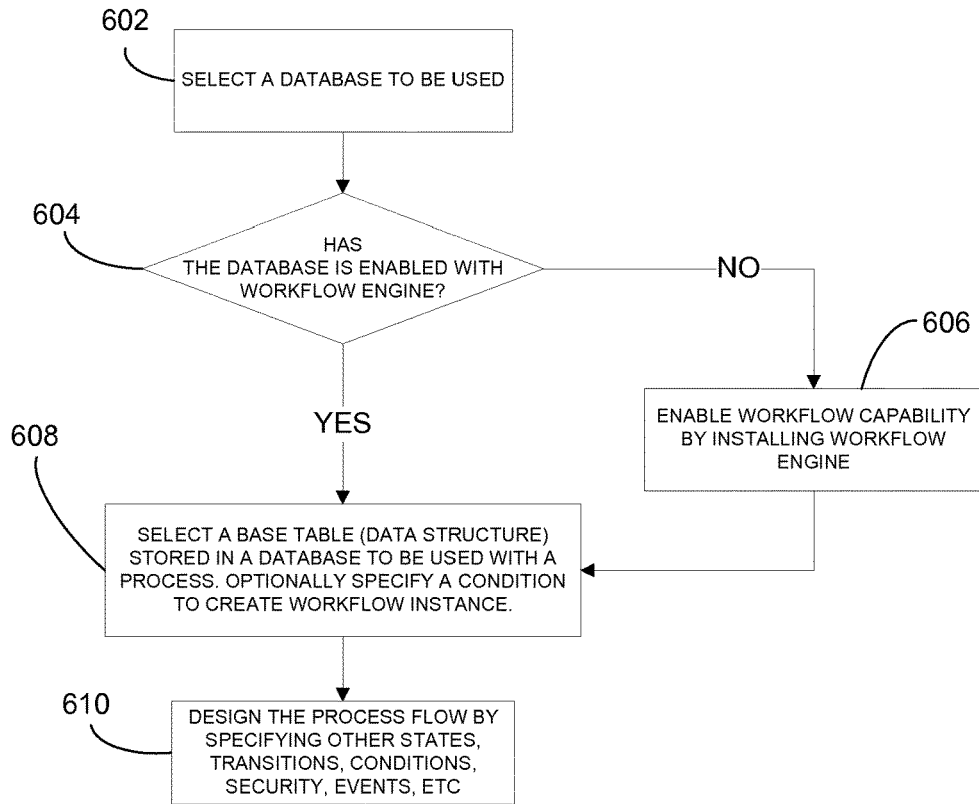 602
SELECT A DATABASE TO BE USED
604
HAS
THE DATABASE IS ENABLED WITH
WORKFLOW ENGINE?
NO
606
ENABLE WORKFLOW CAPABILITY
BY INSTALLING WORKFLOW
ENGINE
YES
608
SELECT A BASE TABLE (DATA STRUCTURE)
STORED IN A DATABASE TO BE USED WITH A
PROCESS. OPTIONALLY SPECIFY A CONDITION
TO CREATE WORKFLOW INSTANCE.
610
DESIGN THE PROCESS FLOW BY
SPECIFYING OTHER STATES,
TRANSITIONS, CONDITIONS,
SECURITY, EVENTS, ETC